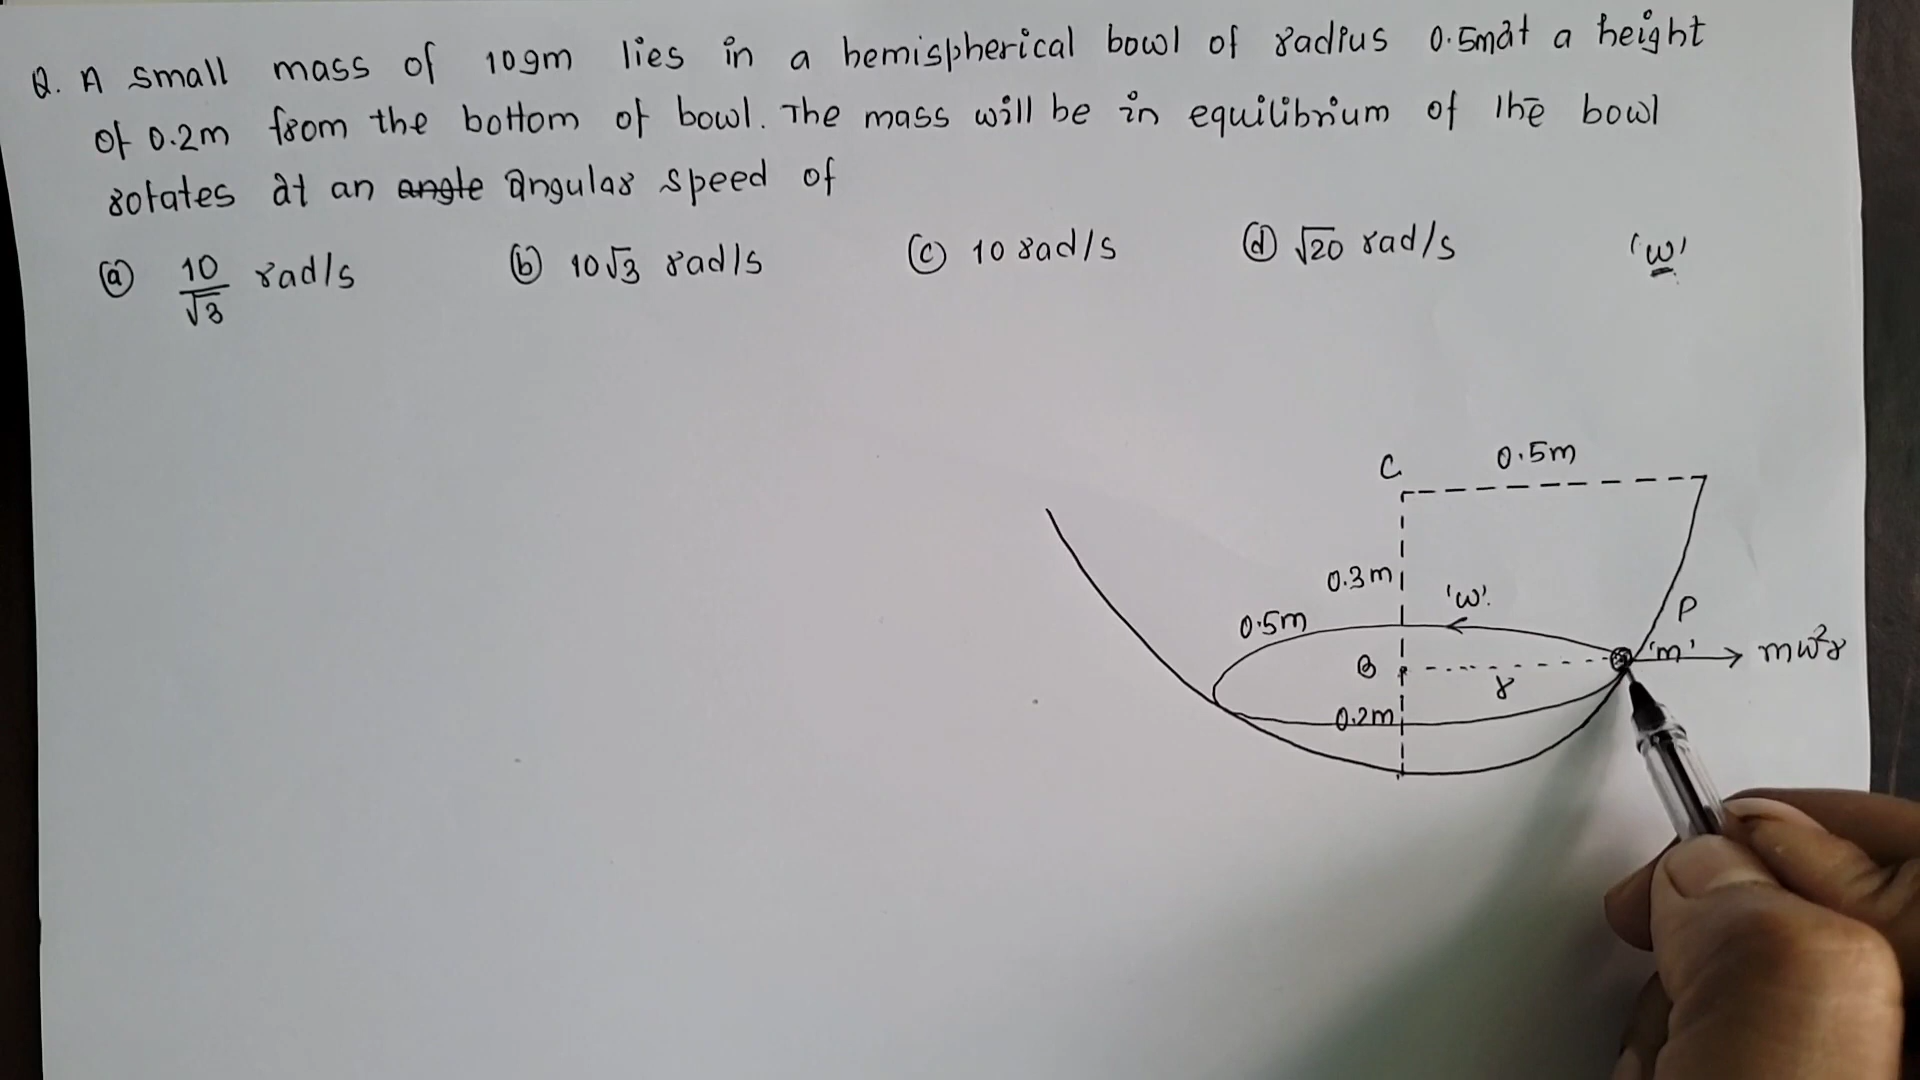 Q. A small mass of 10gm lies in a hemispherical bowl of radius 0.5m at a height
of 0.2m from the bottom of bowl. The mass will be in equilibrium of the bowl
rotates at an angle angular speed of
(a) 10/√3 rad/s (b) 10√3 rad/s (c) 10 rad/s (d) √20 rad/s 'w'
C 0.5m
0.3m 'w'.
0.5m P
B r 'm' mw²r
0.2m